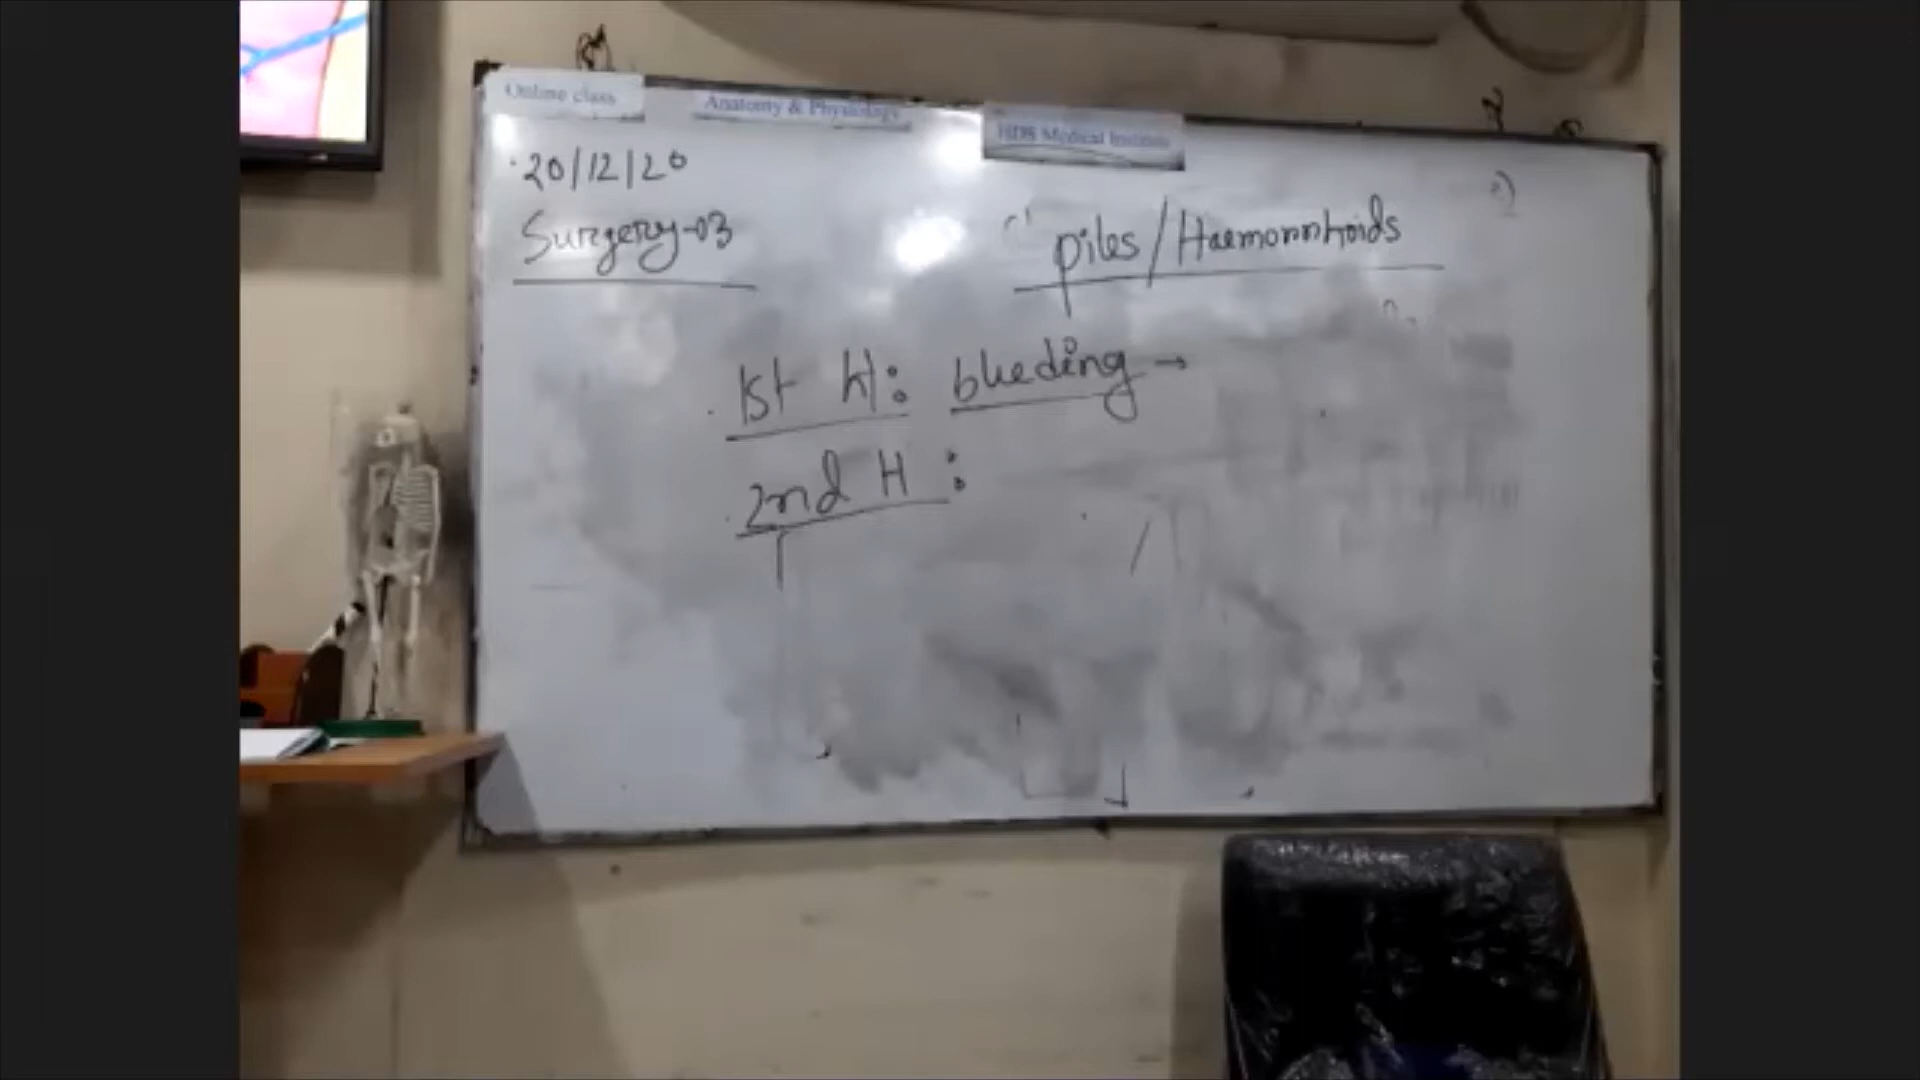 Online class
Anatomy & Physiology
HDS Medical Institute
20/12/20
Surgery-03
piles/Haemorrhoids
1st H: bleeding →
2nd H :